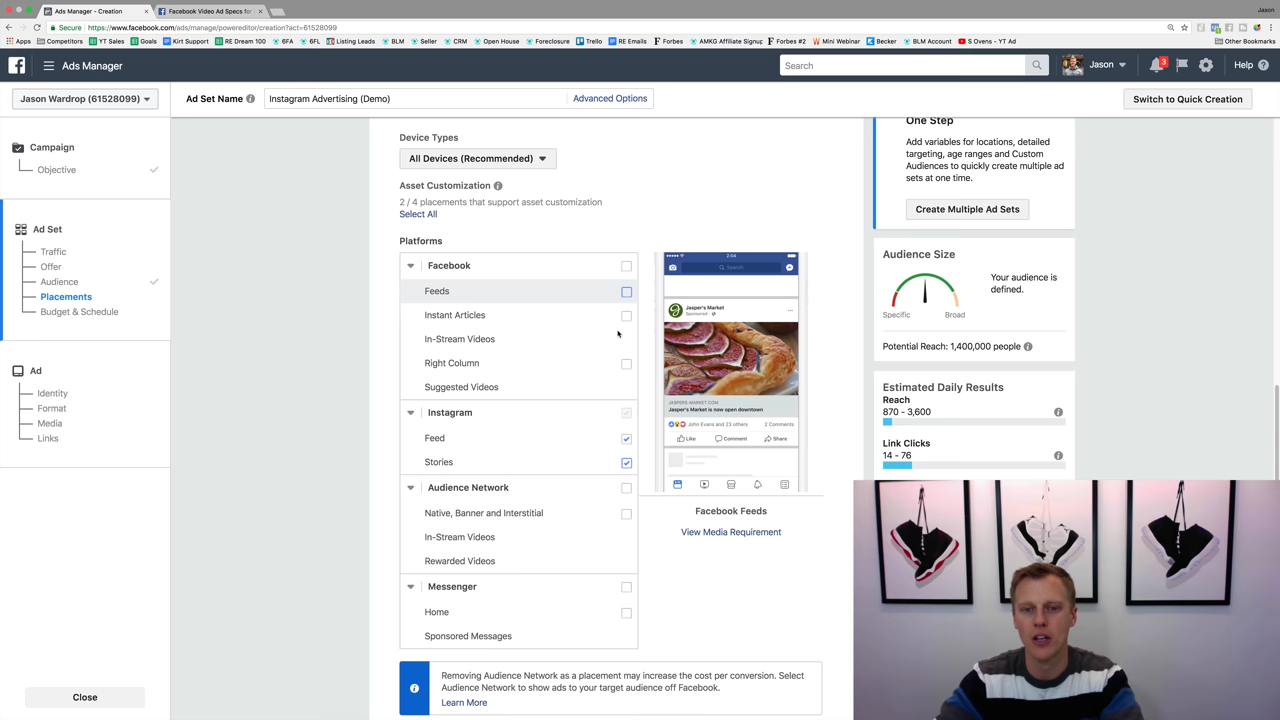 Ads Manager - Creation
Facebook Video Ad Specs for
Jason
Secure
https://www.facebook.com/ads/manage/powereditor/creation?act=61528099
Apps
Competitors
YT Sales
Goals
Kirt Support
RE Dream 100
6FA
6FL
Listing Leads
BLM
Seller
CRM
Open House
Foreclosure
Trello
RE Emails
Forbes
AMKG Affiliate Signup
Forbes #2
Mini Webinar
Becker
BLM Account
S Ovens - YT Ad
Other Bookmarks
Ads Manager
Search
Jason
3
Help
Jason Wardrop (61528099)
Ad Set Name
Instagram Advertising (Demo)
Advanced Options
Switch to Quick Creation
Campaign
Objective
Ad Set
Traffic
Offer
Audience
Placements
Budget & Schedule
Ad
Identity
Format
Media
Links
Close
Device Types
All Devices (Recommended)
Asset Customization
2 / 4 placements that support asset customization
Select All
Platforms
Facebook
Feeds
Instant Articles
In-Stream Videos
Right Column
Suggested Videos
Instagram
Feed
Stories
Audience Network
Native, Banner and Interstitial
In-Stream Videos
Rewarded Videos
Messenger
Home
Sponsored Messages
2:04
Search
Jasper's Market
Sponsored
JASPERS-MARKET.COM
Jasper's Market is now open downtown
John Evans and 23 others
2 Comments
Like
Comment
Share
Facebook Feeds
View Media Requirement
Removing Audience Network as a placement may increase the cost per conversion. Select
Audience Network to show ads to your target audience off Facebook.
Learn More
One Step
Add variables for locations, detailed
targeting, age ranges and Custom
Audiences to quickly create multiple ad
sets at one time.
Create Multiple Ad Sets
Audience Size
Your audience is
defined.
Specific
Broad
Potential Reach: 1,400,000 people
Estimated Daily Results
Reach
870 - 3,600
Link Clicks
14 - 76